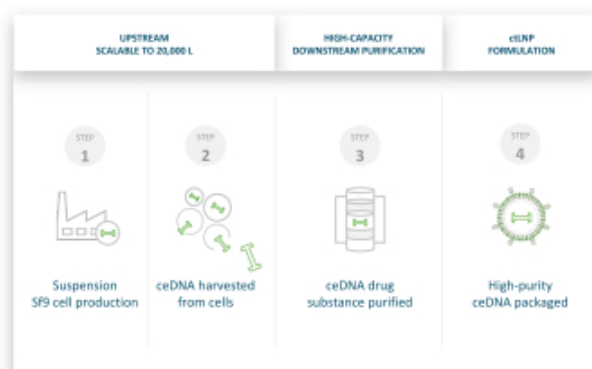 UPSTREAM
SCALABLE TO 20,000 L
HIGH-CAPACITY
DOWNSTREAM PURIFICATION
ctLNP
FORMULATION
STEP
1
STEP
2
STEP
3
STEP
4
Suspension
Sf9 cell production
ceDNA harvested
from cells
ceDNA drug
substance purified
High-purity
ceDNA packaged